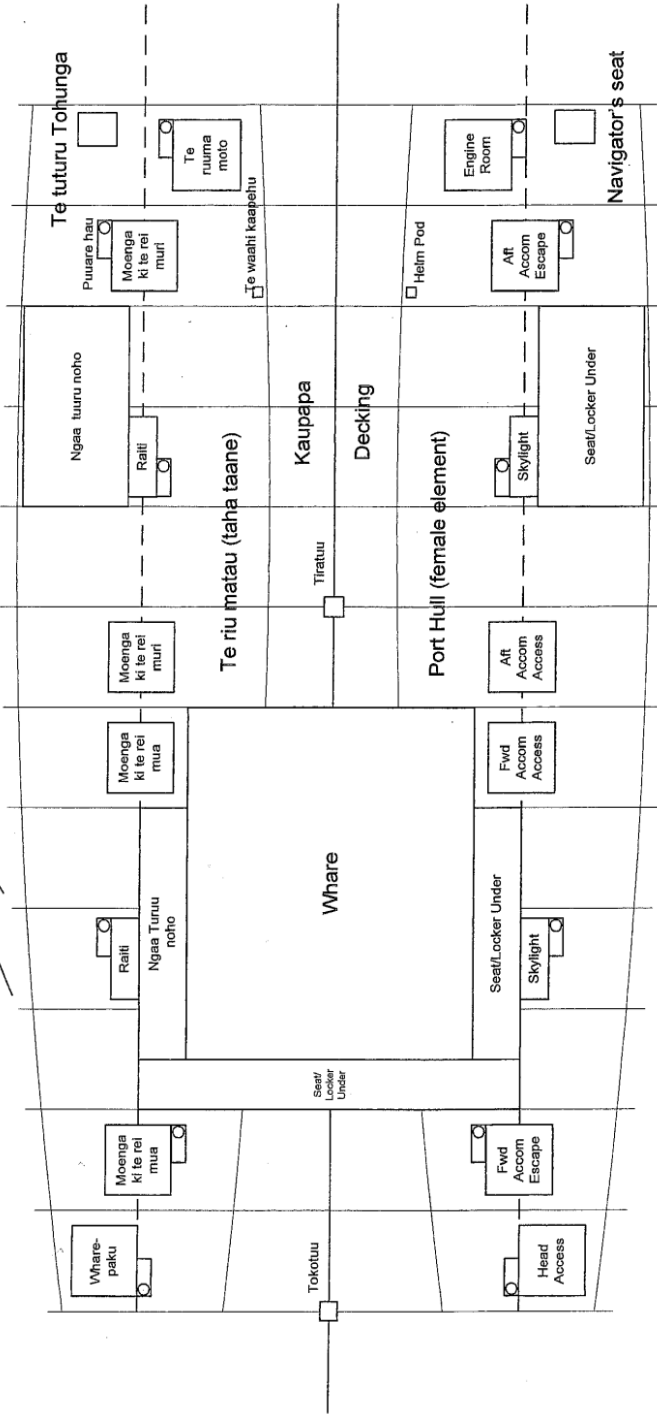 Te tuturu Tohunga
Puuare hau
Whare-
paku
Moenga
ki te rei
mua
Raiti
Ngaa Turuu
noho
Moenga
ki te rei
mua
Moenga
ki te rei
muri
Ngaa tuuru noho
Raiti
Moenga
ki te rei
muri
Te
ruuma
moto
Te riu matau (taha taane)
Te waahi kaapehu
Tokotuu
Seat/
Locker
Under
Whare
Tiratuu
Kaupapa
Decking
Port Hull (female element)
Helm Pod
Head
Access
Fwd
Accom
Escape
Seat/Locker Under
Skylight
Fwd
Accom
Access
Aft
Accom
Access
Skylight
Seat/Locker Under
Aft
Accom
Escape
Engine
Room
Navigator's seat